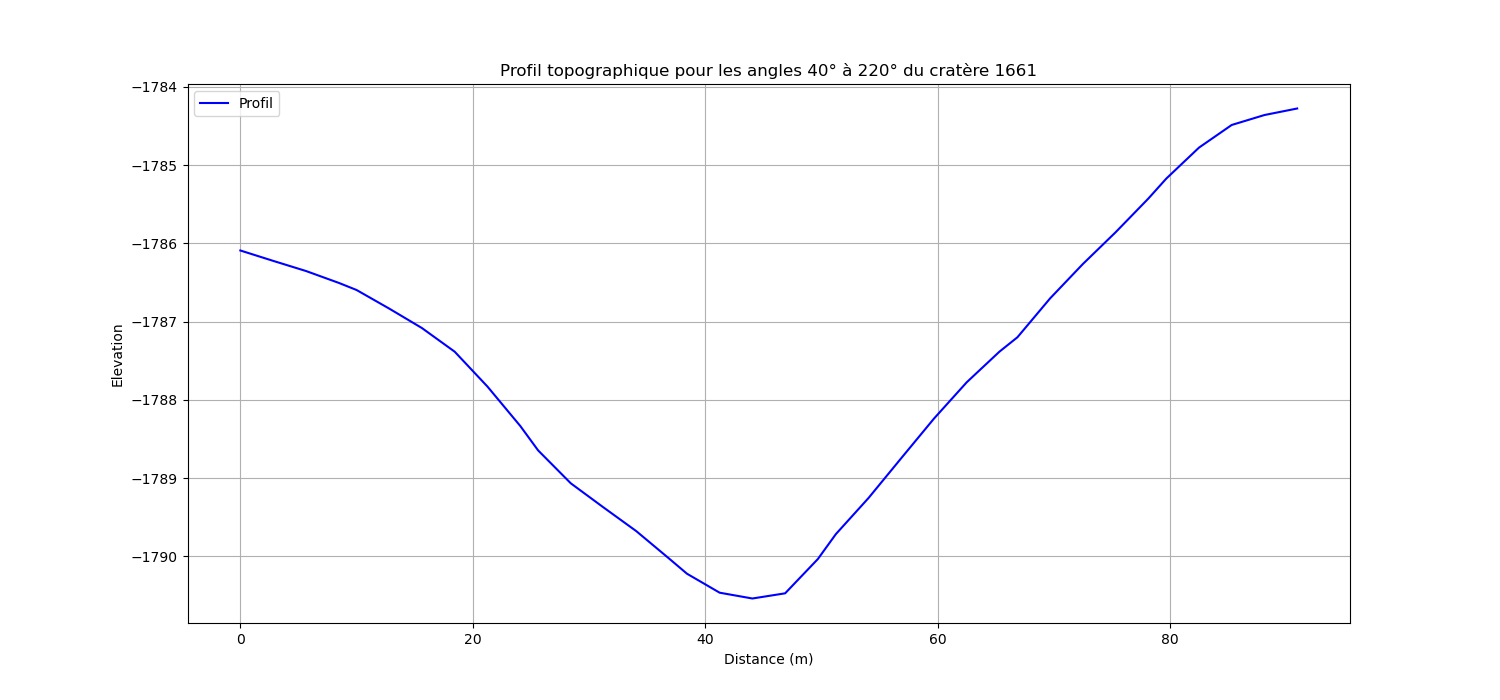 Profil topographique pour les angles 40° à 220° du cratère 1661
Profil
−1784
−1785
−1786
−1787
−1788
−1789
−1790
Elevation
0 20 40 60 80
Distance (m)